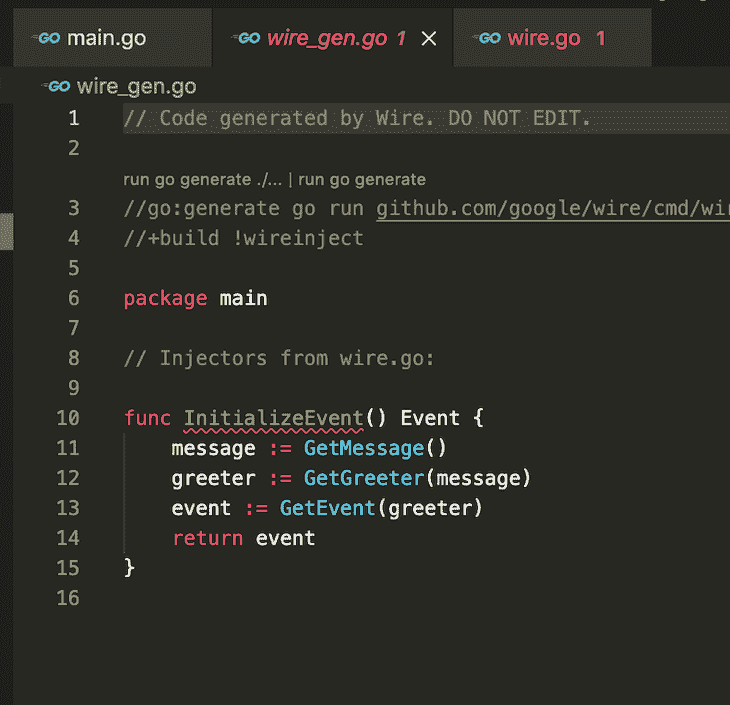 GO main.go
GO wire_gen.go 1 ×
GO wire.go 1
GO wire_gen.go
1 // Code generated by Wire. DO NOT EDIT.
2
run go generate ./... | run go generate
3 //go:generate go run github.com/google/wire/cmd/
4 //+build !wireinject
5
6 package main
7
8 // Injectors from wire.go:
9
10 func InitializeEvent() Event {
11 message := GetMessage()
12 greeter := GetGreeter(message)
13 event := GetEvent(greeter)
14 return event
15 }
16